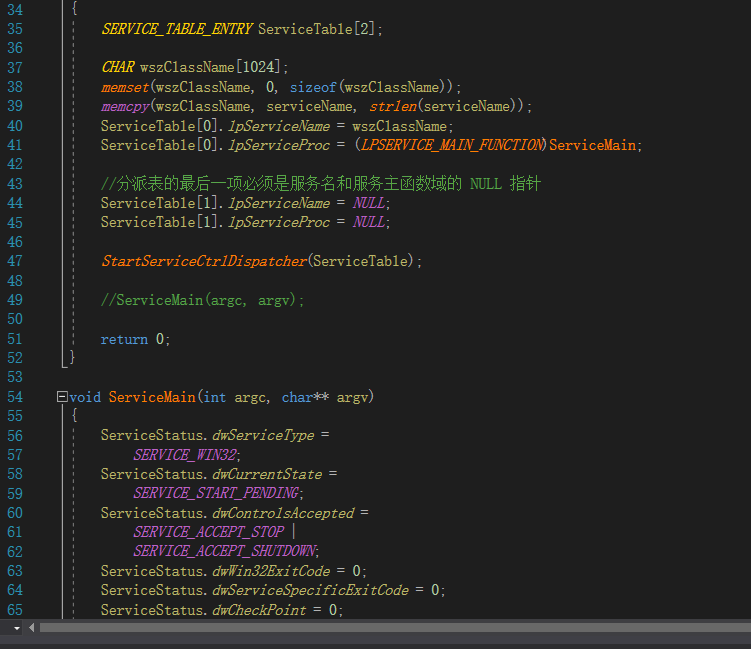 34 {
35 SERVICE_TABLE_ENTRY ServiceTable[2];
36
37 CHAR wszClassName[1024];
38 memset(wszClassName, 0, sizeof(wszClassName));
39 memcpy(wszClassName, serviceName, strlen(serviceName));
40 ServiceTable[0].lpServiceName = wszClassName;
41 ServiceTable[0].lpServiceProc = (LPSERVICE_MAIN_FUNCTION)ServiceMain;
42
43 //分派表的最后一项必须是服务名和服务主函数域的 NULL 指针
44 ServiceTable[1].lpServiceName = NULL;
45 ServiceTable[1].lpServiceProc = NULL;
46
47 StartServiceCtrlDispatcher(ServiceTable);
48
49 //ServiceMain(argc, argv);
50
51 return 0;
52 }
53
54 void ServiceMain(int argc, char** argv)
55 {
56 ServiceStatus.dwServiceType =
57 SERVICE_WIN32;
58 ServiceStatus.dwCurrentState =
59 SERVICE_START_PENDING;
60 ServiceStatus.dwControlsAccepted =
61 SERVICE_ACCEPT_STOP |
62 SERVICE_ACCEPT_SHUTDOWN;
63 ServiceStatus.dwWin32ExitCode = 0;
64 ServiceStatus.dwServiceSpecificExitCode = 0;
65 ServiceStatus.dwCheckPoint = 0;